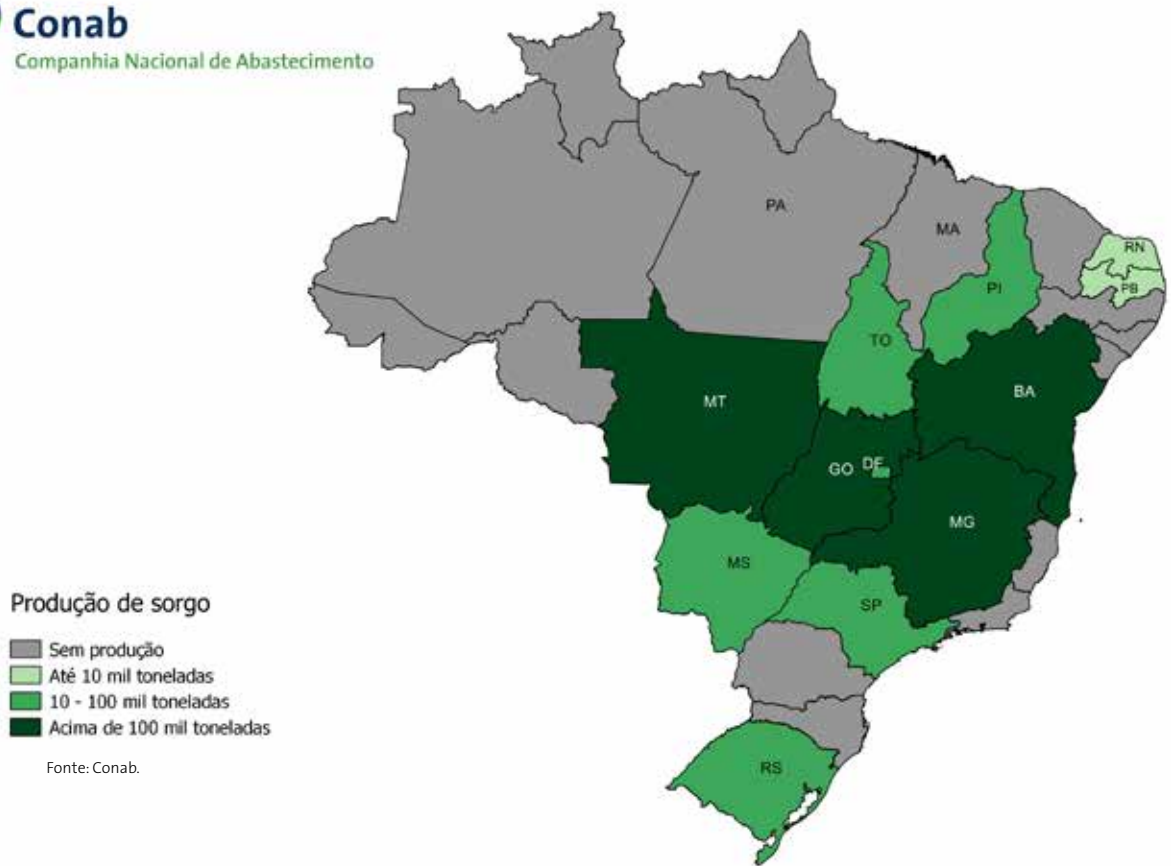 Conab
Companhia Nacional de Abastecimento
PA
MA
RN
PI
PB
TO
BA
MT
GO
DF
MG
MS
SP
RS
Produção de sorgo
Sem produção
Até 10 mil toneladas
10 - 100 mil toneladas
Acima de 100 mil toneladas
Fonte: Conab.